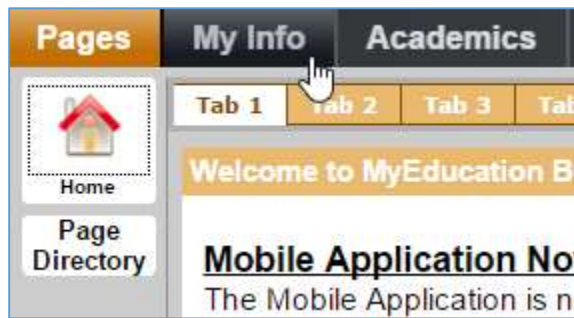 Pages My Info Academics
Tab 1 Tab 2 Tab 3
Home
Welcome to MyEducation B
Page
Directory
Mobile Application
The Mobile Application is